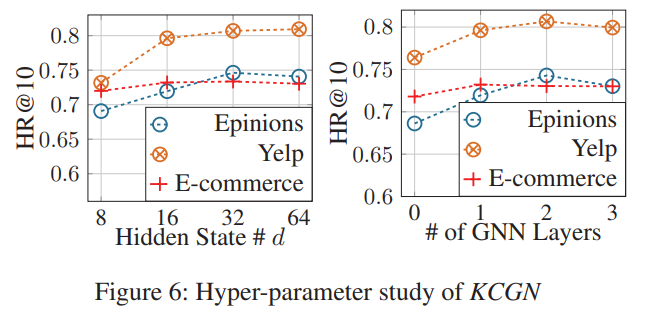 HR@10
0.8
0.75
0.7
0.65
0.6
Epinions
Yelp
E-commerce
8 16 32 64
Hidden State # d
HR@10
0.8
0.75
0.7
0.65
0.6
Epinions
Yelp
E-commerce
0 1 2 3
# of GNN Layers
Figure 6: Hyper-parameter study of KCGN